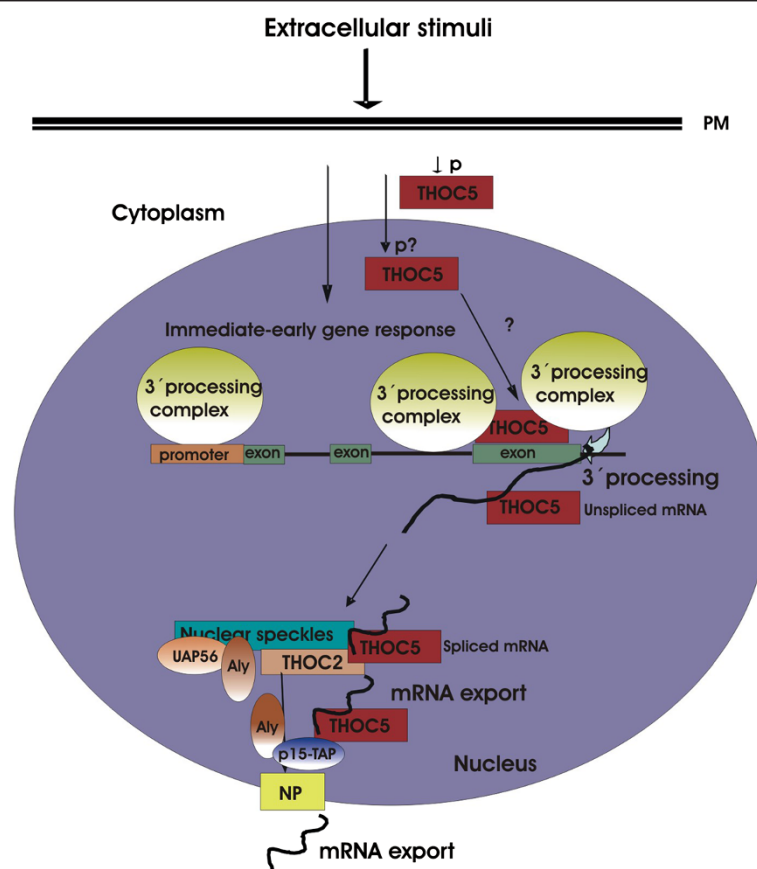 Extracellular stimuli
PM
↓ p
THOC5
Cytoplasm
p?
THOC5
Immediate-early gene response
?
3´processing
complex
3´processing
complex
3´processing
complex
THOC5
promoter
exon
exon
exon
3´processing
THOC5
Unspliced mRNA
Nuclear speckles
THOC5
Spliced mRNA
UAP56
Aly
THOC2
mRNA export
Aly
THOC5
p15-TAP
Nucleus
NP
mRNA export